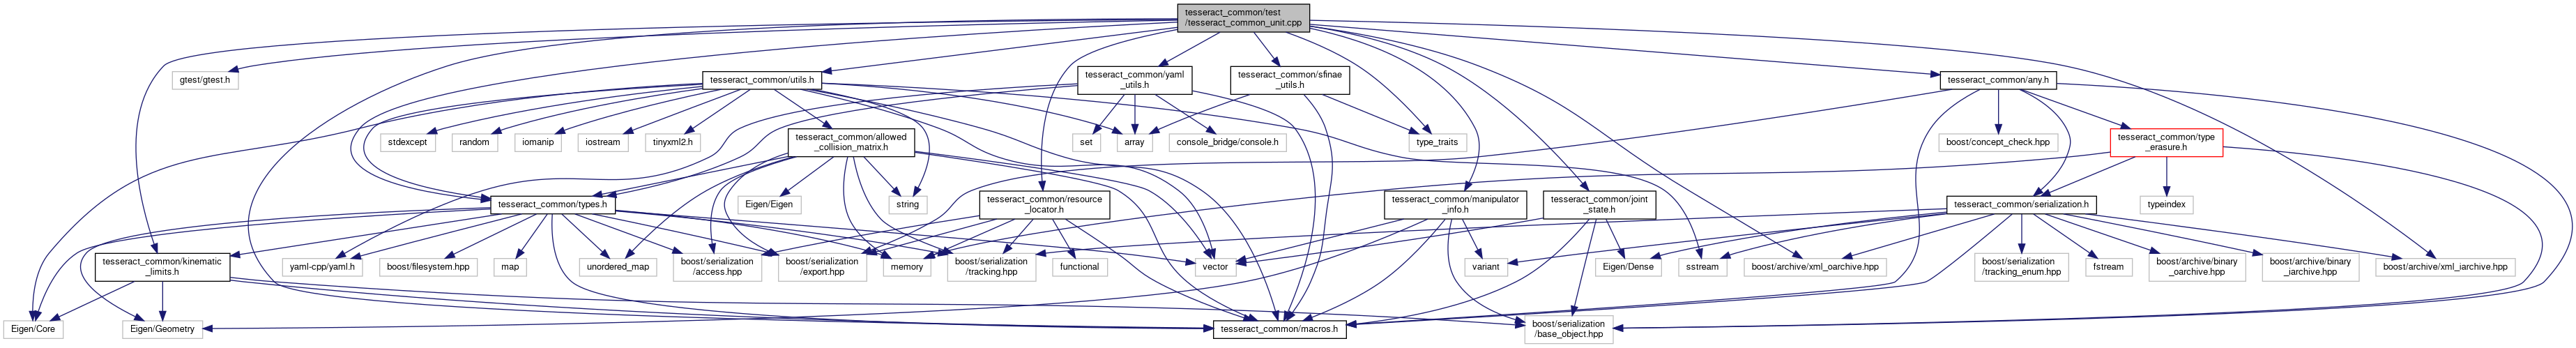 tesseract_common/test
/tesseract_common_unit.cpp
gtest/gtest.h
tesseract_common/utils.h
tesseract_common/yaml
_utils.h
tesseract_common/sfinae
_utils.h
tesseract_common/any.h
stdexcept
random
iomanip
iostream
tinyxml2.h
tesseract_common/allowed
_collision_matrix.h
set
array
console_bridge/console.h
type_traits
boost/concept_check.hpp
tesseract_common/type
_erasure.h
tesseract_common/types.h
Eigen/Eigen
string
tesseract_common/resource
_locator.h
tesseract_common/manipulator
_info.h
tesseract_common/joint
_state.h
tesseract_common/serialization.h
typeindex
tesseract_common/kinematic
_limits.h
yaml-cpp/yaml.h
boost/filesystem.hpp
map
unordered_map
boost/serialization
/access.hpp
boost/serialization
/export.hpp
memory
boost/serialization
/tracking.hpp
functional
vector
variant
Eigen/Dense
sstream
boost/archive/xml_oarchive.hpp
boost/serialization
/tracking_enum.hpp
fstream
boost/archive/binary
_oarchive.hpp
boost/archive/binary
_iarchive.hpp
boost/archive/xml_iarchive.hpp
Eigen/Core
Eigen/Geometry
tesseract_common/macros.h
boost/serialization
/base_object.hpp